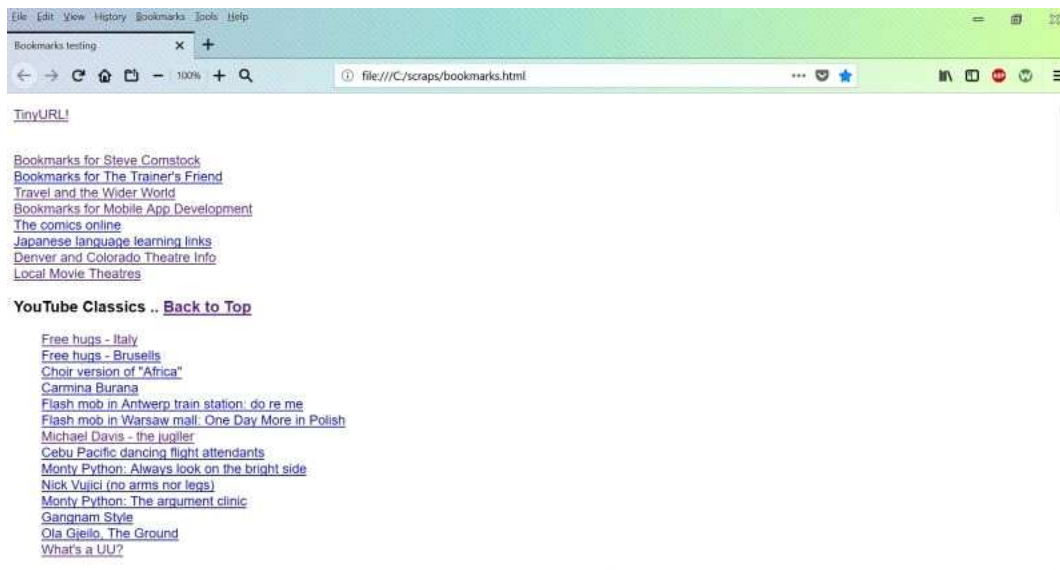 File Edit View History Bookmarks Tools Help
Bookmarks testing
100%
file:///C:/scraps/bookmarks.html
TinyURL!
Bookmarks for Steve Comstock
Bookmarks for The Trainer's Friend
Travel and the Wider World
Bookmarks for Mobile App Development
The comics online
Japanese language learning links
Denver and Colorado Theatre Info
Local Movie Theatres
YouTube Classics .. Back to Top
Free hugs - Italy
Free hugs - Brusells
Choir version of "Africa"
Carmina Burana
Flash mob in Antwerp train station: do re me
Flash mob in Warsaw mall: One Day More in Polish
Michael Davis - the jugller
Cebu Pacific dancing flight attendants
Monty Python: Always look on the bright side
Nick Vujici (no arms nor legs)
Monty Python: The argument clinic
Gangnam Style
Ola Gjeilo, The Ground
What's a UU?